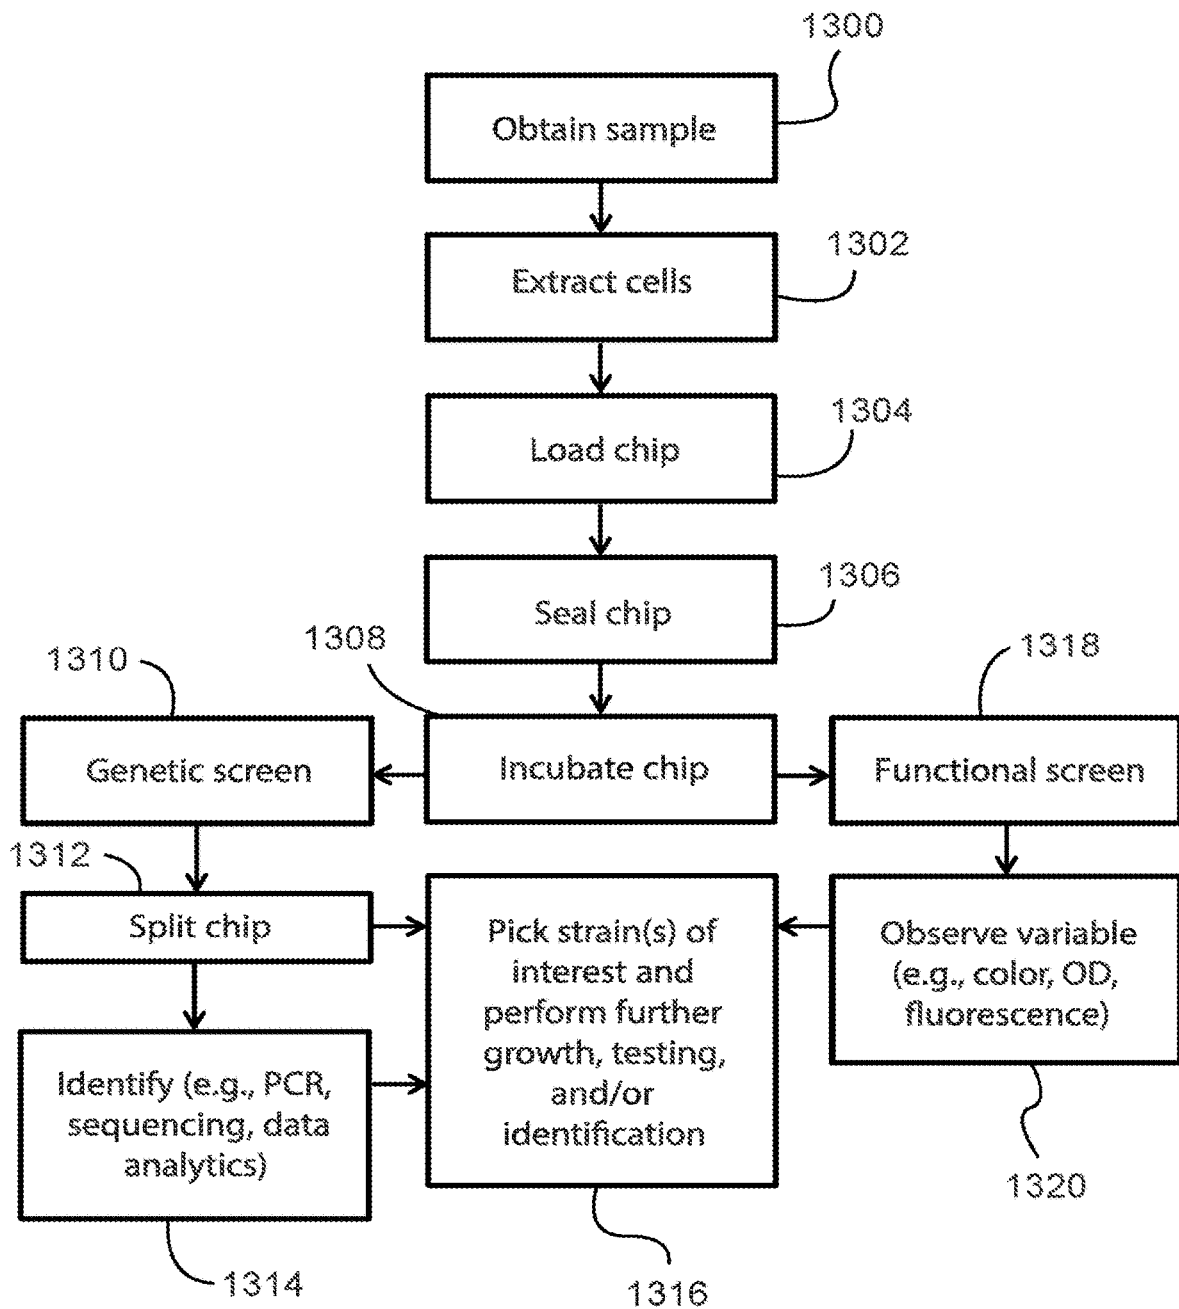 1300
Obtain sample
1302
Extract cells
1304
Load chip
1306
Seal chip
1308
1310
1318
Genetic screen
Incubate chip
Functional screen
1312
Split chip
Pick strain(s) of
interest and
perform further
growth, testing,
and/or
identification
Observe variable
(e.g., color, OD,
fluorescence)
Identify (e.g., PCR,
sequencing, data
analytics)
1320
1314
1316